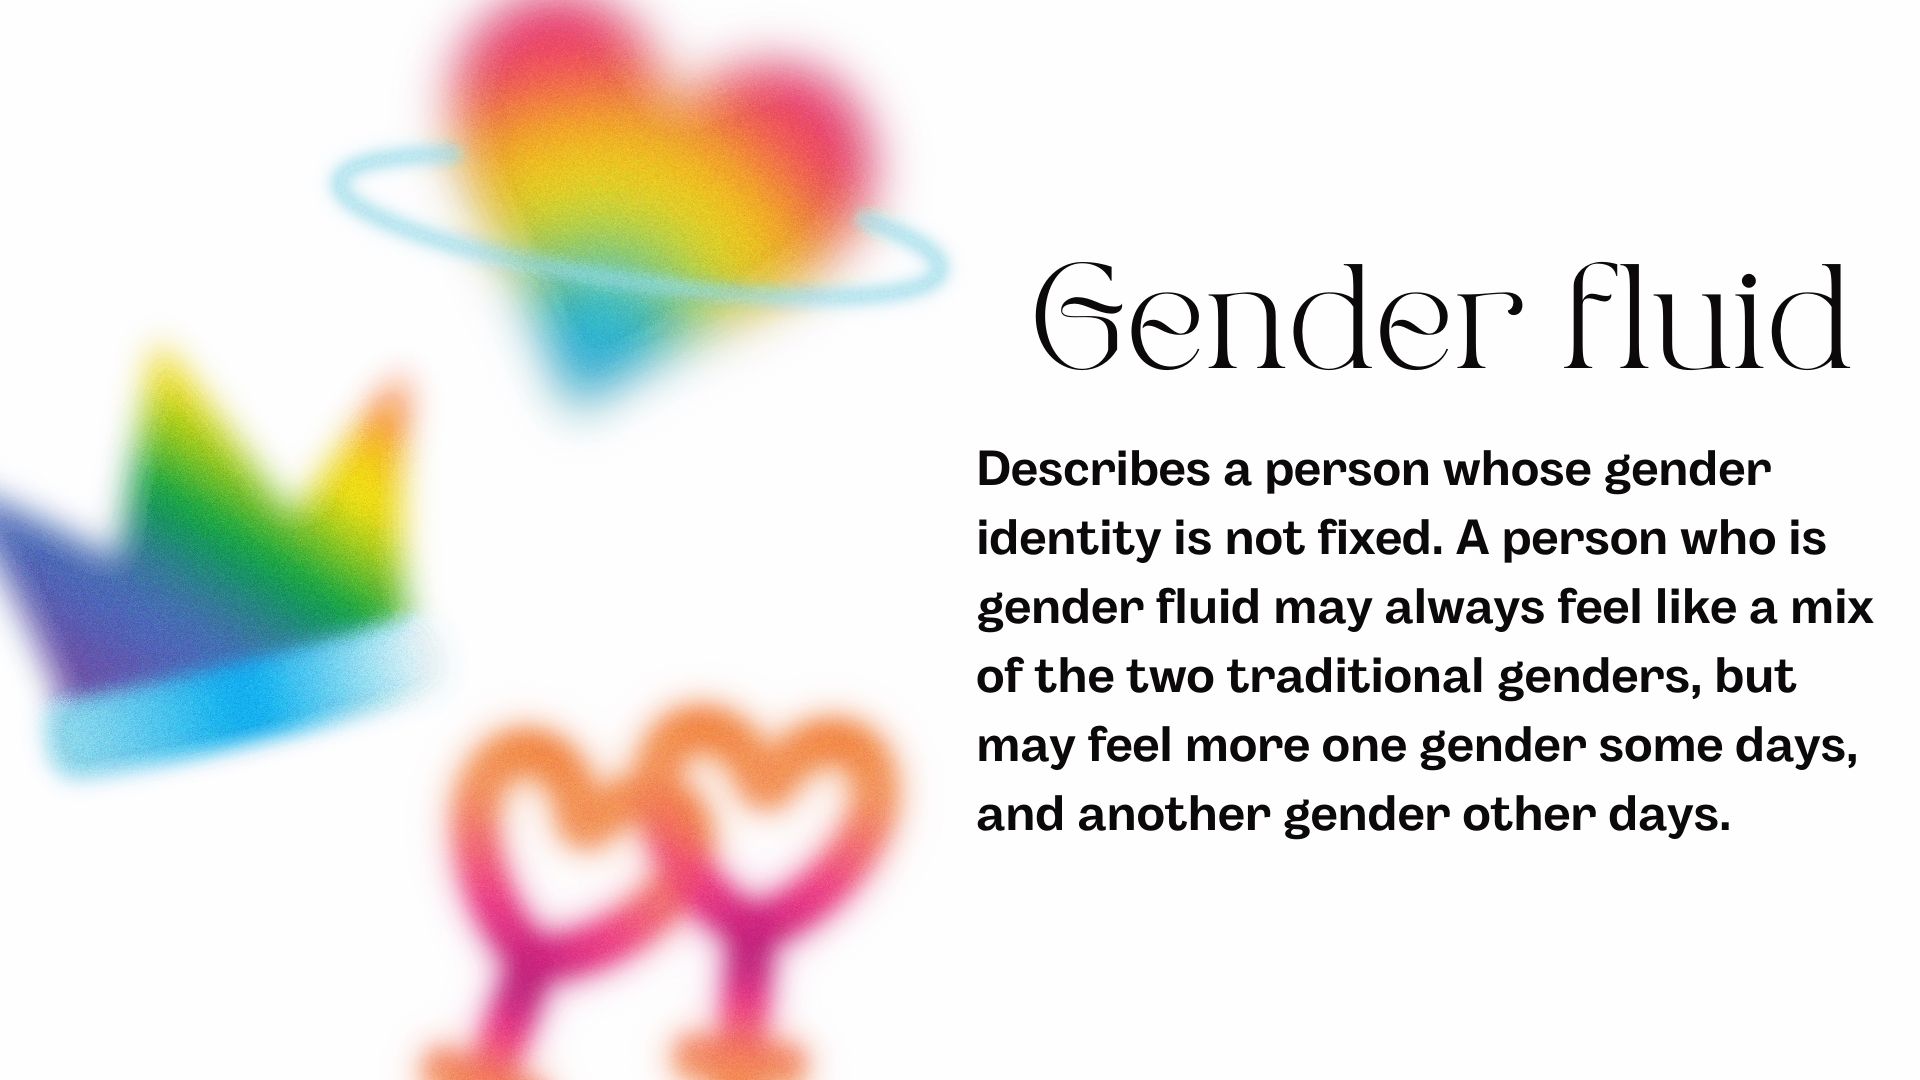 Gender fluid
Describes a person whose gender
identity is not fixed. A person who is
gender fluid may always feel like a mix
of the two traditional genders, but
may feel more one gender some days,
and another gender other days.